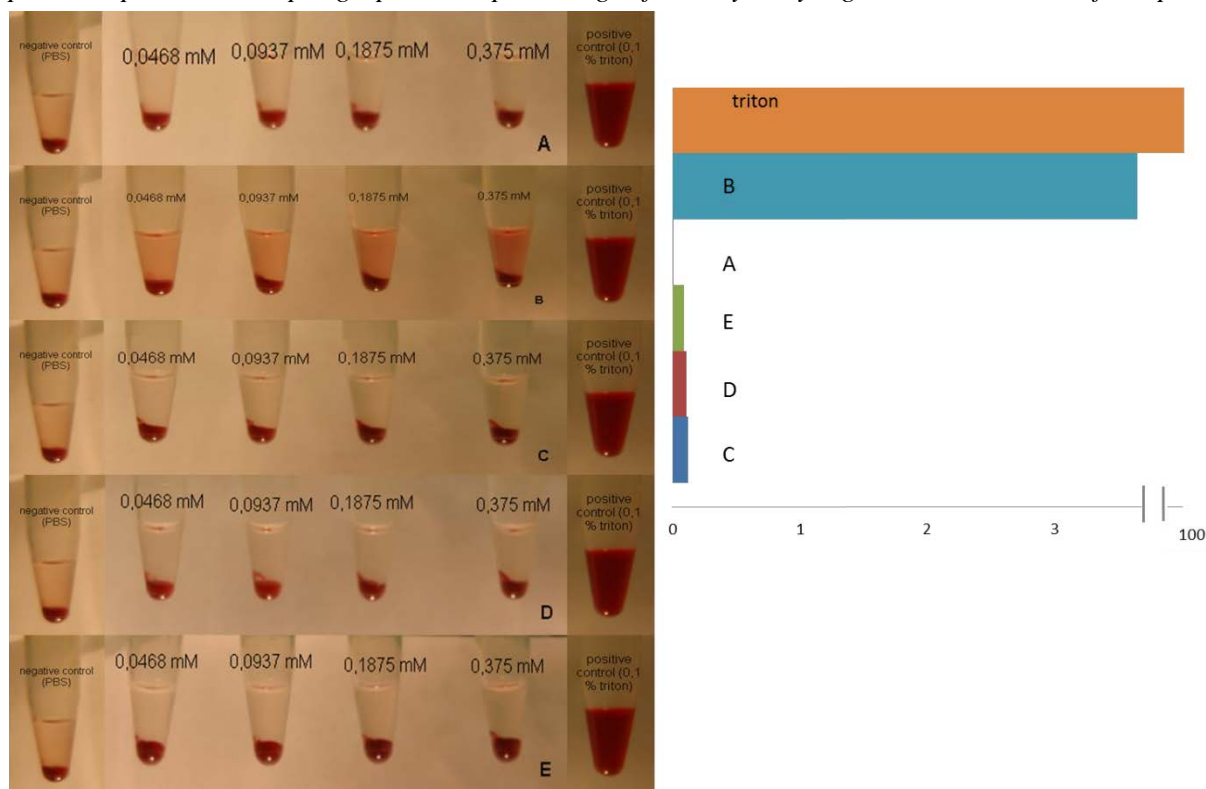 negative control
(PBS)
0,0468 mM
0,0937 mM
0,1875 mM
0,375 mM
positive
control (0,1
% triton)
A
negative control
(PBS)
0,0468 mM
0,0937 mM
0,1875 mM
0,375 mM
positive
control (0,1
% triton)
B
negative control
(PBS)
0,0468 mM
0,0937 mM
0,1875 mM
0,375 mM
positive
control (0,1
% triton)
C
negative control
(PBS)
0,0468 mM
0,0937 mM
0,1875 mM
0,375 mM
positive
control (0,1
% triton)
D
negative control
(PBS)
0,0468 mM
0,0937 mM
0,1875 mM
0,375 mM
positive
control (0,1
% triton)
E
triton
B
A
E
D
C
0
1
2
3
100